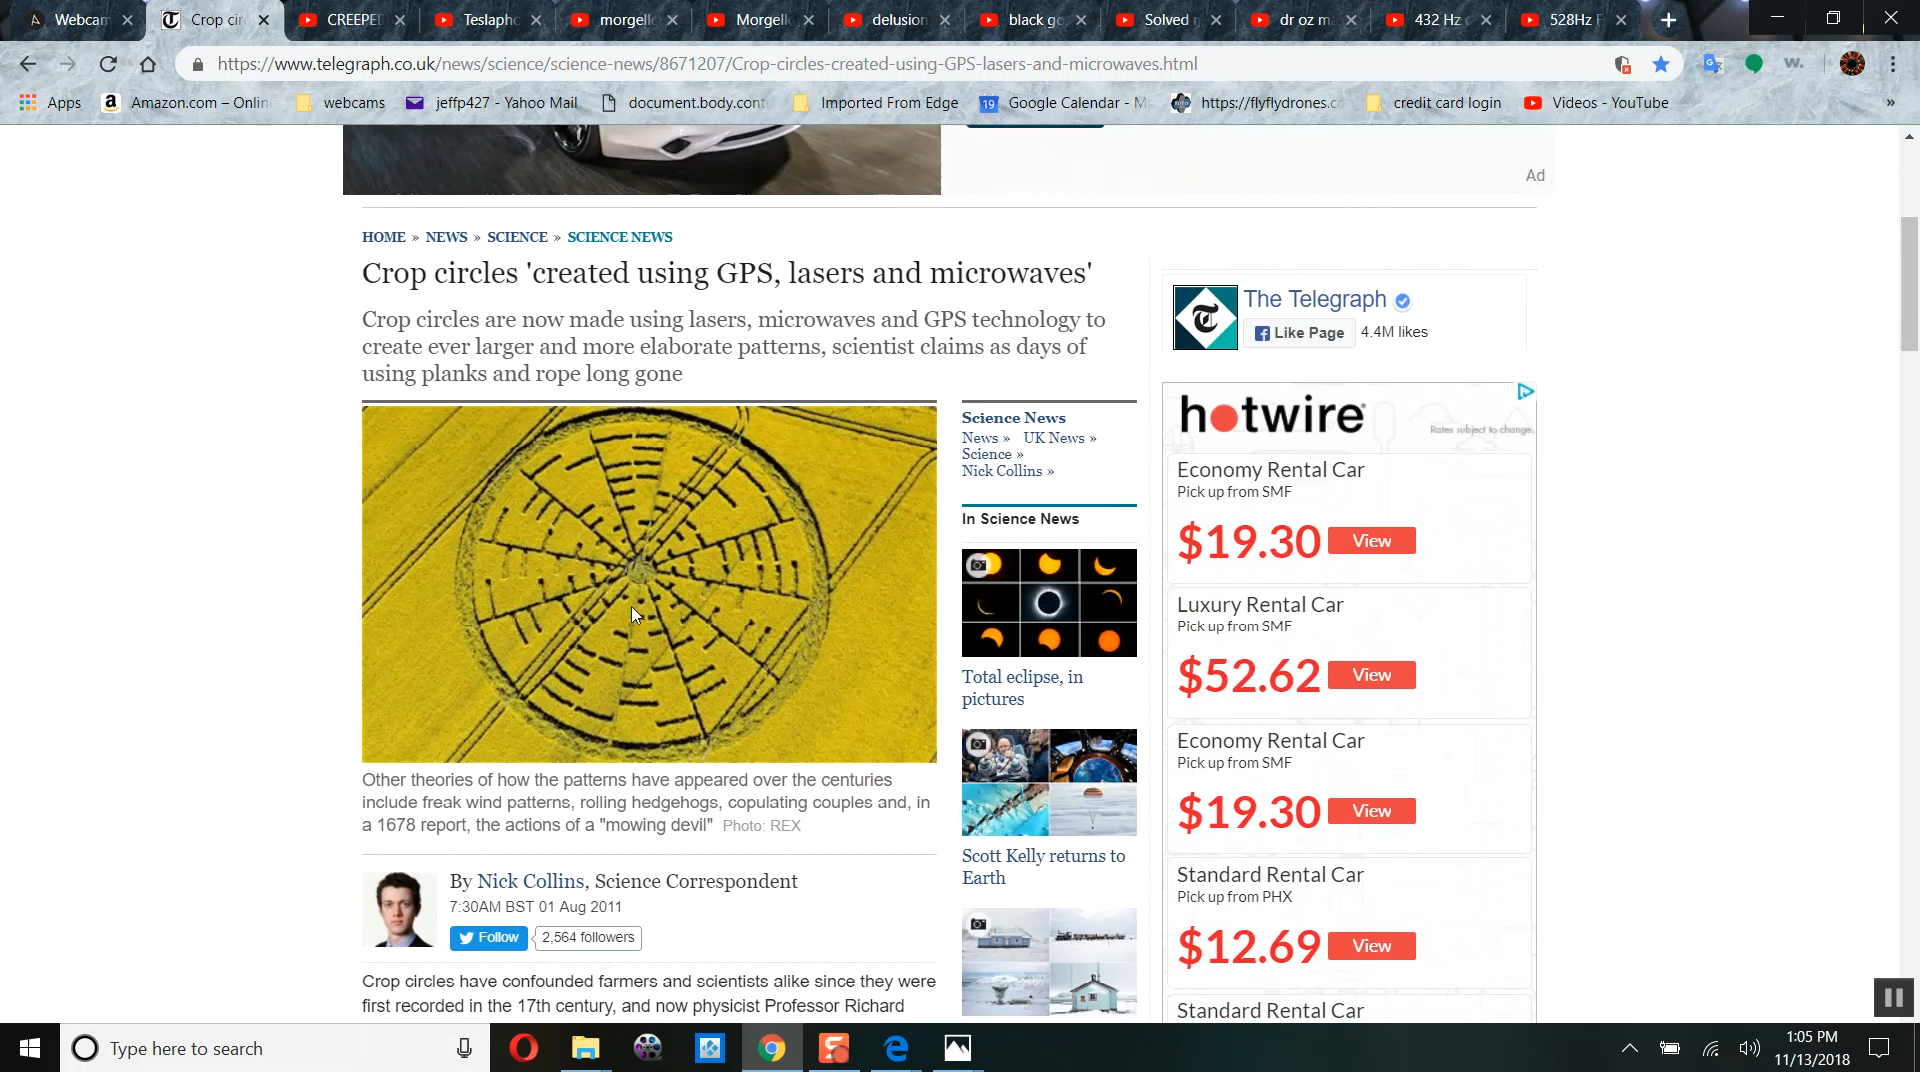 Webcam
Crop cir
CREEPED
Teslapho
morgello
Morgello
delusion
black go
Solved
dr oz m
432 Hz
528Hz F
https://www.telegraph.co.uk/news/science/science-news/8671207/Crop-circles-created-using-GPS-lasers-and-microwaves.html
Apps
Amazon.com – Onlin
webcams
jeffp427 - Yahoo Mail
document.body.cont
Imported From Edge
19 Google Calendar - M
https://flyflydrones.c
credit card login
Videos - YouTube
Ad
HOME » NEWS » SCIENCE » SCIENCE NEWS
Crop circles 'created using GPS, lasers and microwaves'
Crop circles are now made using lasers, microwaves and GPS technology to
create ever larger and more elaborate patterns, scientist claims as days of
using planks and rope long gone
Other theories of how the patterns have appeared over the centuries
include freak wind patterns, rolling hedgehogs, copulating couples and, in
a 1678 report, the actions of a "mowing devil" Photo: REX
By Nick Collins, Science Correspondent
7:30AM BST 01 Aug 2011
Follow 2,564 followers
Crop circles have confounded farmers and scientists alike since they were
first recorded in the 17th century, and now physicist Professor Richard
Science News
News » UK News »
Science »
Nick Collins »
In Science News
Total eclipse, in
pictures
Scott Kelly returns to
Earth
The Telegraph
Like Page 4.4M likes
hotwire
Rates subject to change.
Economy Rental Car
Pick up from SMF
$19.30 View
Luxury Rental Car
Pick up from SMF
$52.62 View
Economy Rental Car
Pick up from SMF
$19.30 View
Standard Rental Car
Pick up from PHX
$12.69 View
Standard Rental Car
Type here to search
1:05 PM
11/13/2018